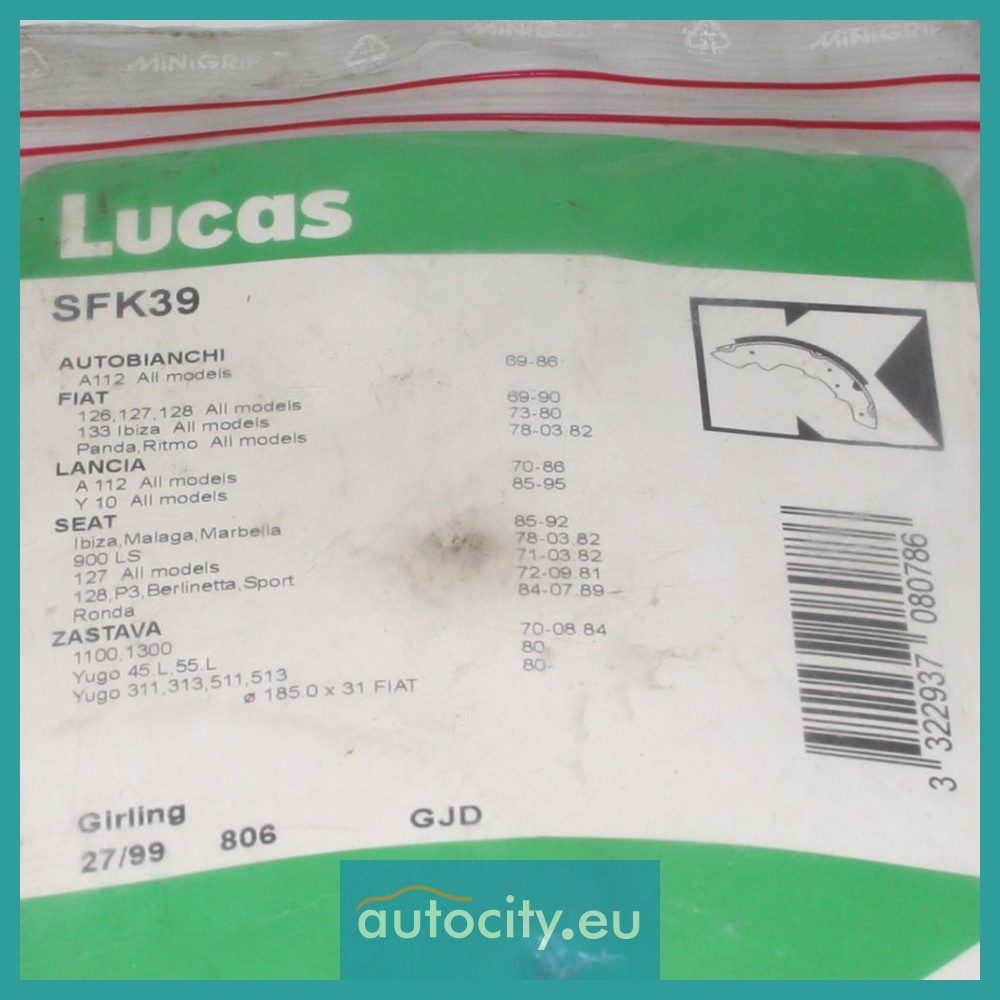 MiNiGRIP MiNiGRIP MiNiGRIP
Lucas
SFK39
AUTOBIANCHI
A112 All models 69-86
FIAT
126,127,128 All models 69-90
133 Ibiza All models 73-80
Panda,Ritmo All models 78-03.82
LANCIA
A 112 All models 70-86
Y 10 All models 85-95
SEAT
Ibiza,Malaga,Marbella 85-92
900 LS 78-03.82
127 All models 71-03.82
128,P3,Berlinetta,Sport 72-09.81
Ronda 84-07.89
ZASTAVA
1100,1300 70-08.84
Yugo 45.L,55.L 80
Yugo 311,313,511,513 80-
ø 185.0 x 31 FIAT
3 322937 080786
Girling 806 GJD
27/99
autocity.eu